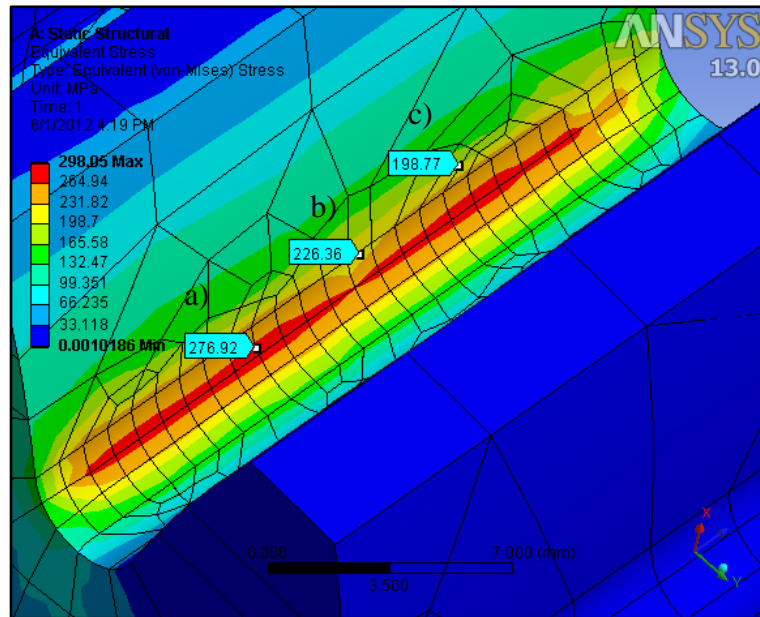 A: Static Structural
Equivalent Stress
Type: Equivalent (von-Mises) Stress
Unit: MPa
Time: 1
6/1/2012 4:19 PM
ANSYS
13.0
298.05 Max
264.94
231.82
198.7
165.58
132.47
99.351
66.235
33.118
0.0010186 Min
c)
198.77
b)
226.36
a)
276.92
0.000
7.000 (mm)
3.500
X
Y